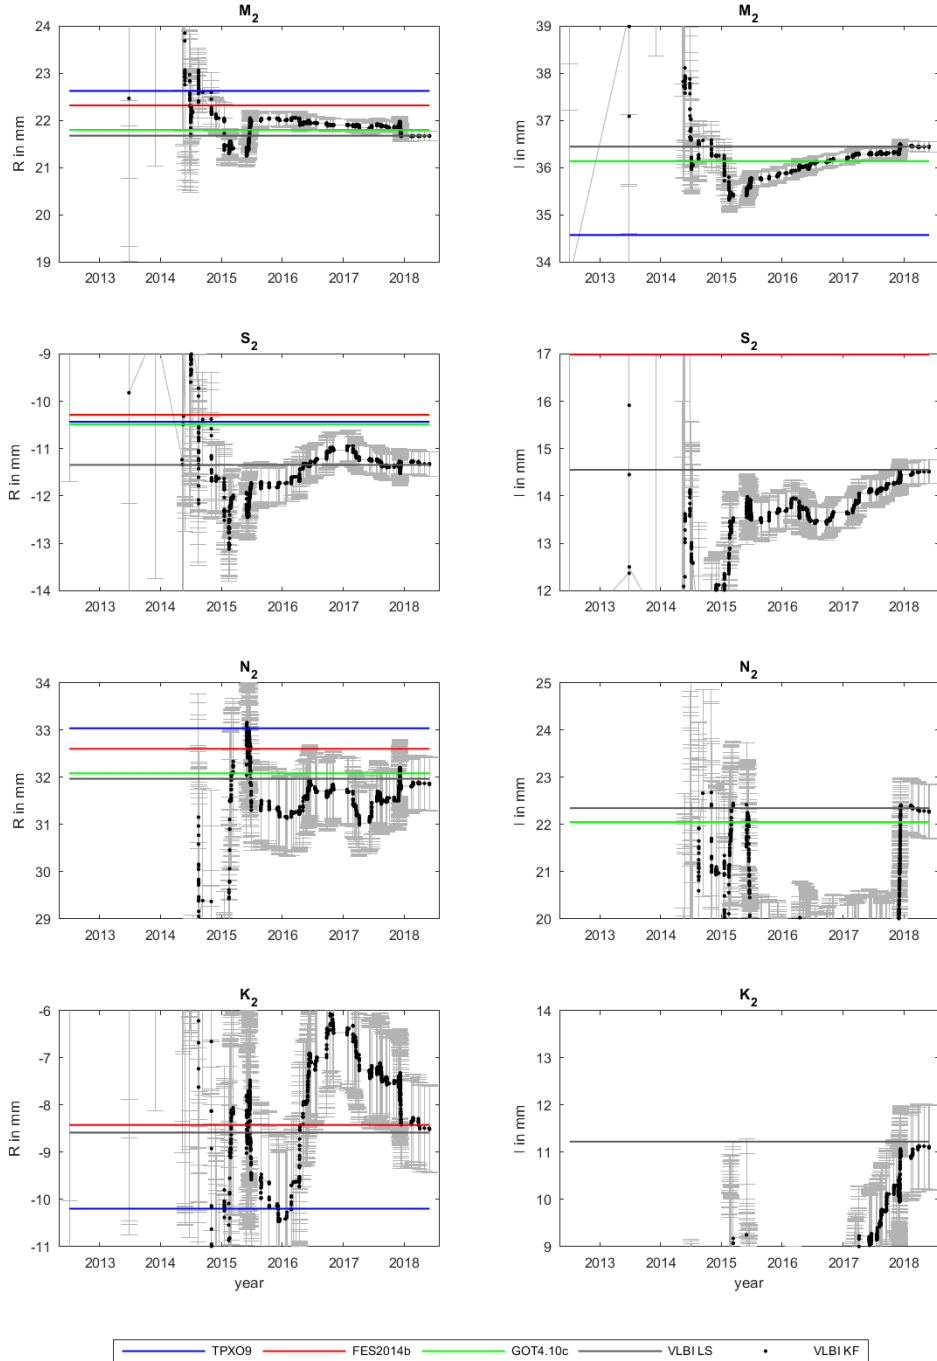 M2
M2
24
23
22
21
20
19
R in mm
2013 2014 2015 2016 2017 2018
39
38
37
36
35
34
I in mm
2013 2014 2015 2016 2017 2018
S2
S2
-9
-10
-11
-12
-13
-14
R in mm
2013 2014 2015 2016 2017 2018
17
16
15
14
13
12
I in mm
2013 2014 2015 2016 2017 2018
N2
N2
34
33
32
31
30
29
R in mm
2013 2014 2015 2016 2017 2018
25
24
23
22
21
20
I in mm
2013 2014 2015 2016 2017 2018
K2
K2
-6
-7
-8
-9
-10
-11
R in mm
2013 2014 2015 2016 2017 2018
year
14
13
12
11
10
9
I in mm
2013 2014 2015 2016 2017 2018
year
TPXO9 FES2014b GOT4.10c VLBI LS VLBI KF